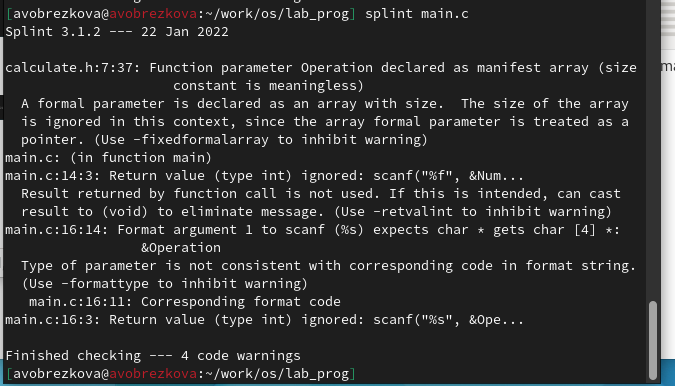 [avobrezkova@avobrezkova:~/work/os/lab_prog] splint main.c
Splint 3.1.2 --- 22 Jan 2022

calculate.h:7:37: Function parameter Operation declared as manifest array (size
                     constant is meaningless)
  A formal parameter is declared as an array with size.  The size of the array
  is ignored in this context, since the array formal parameter is treated as a
  pointer. (Use -fixedformalarray to inhibit warning)
main.c: (in function main)
main.c:14:3: Return value (type int) ignored: scanf("%f", &Num...
  Result returned by function call is not used. If this is intended, can cast
  result to (void) to eliminate message. (Use -retvalint to inhibit warning)
main.c:16:14: Format argument 1 to scanf (%s) expects char * gets char [4] *:
                 &Operation
  Type of parameter is not consistent with corresponding code in format string.
  (Use -formattype to inhibit warning)
   main.c:16:11: Corresponding format code
main.c:16:3: Return value (type int) ignored: scanf("%s", &Ope...

Finished checking --- 4 code warnings
[avobrezkova@avobrezkova:~/work/os/lab_prog]